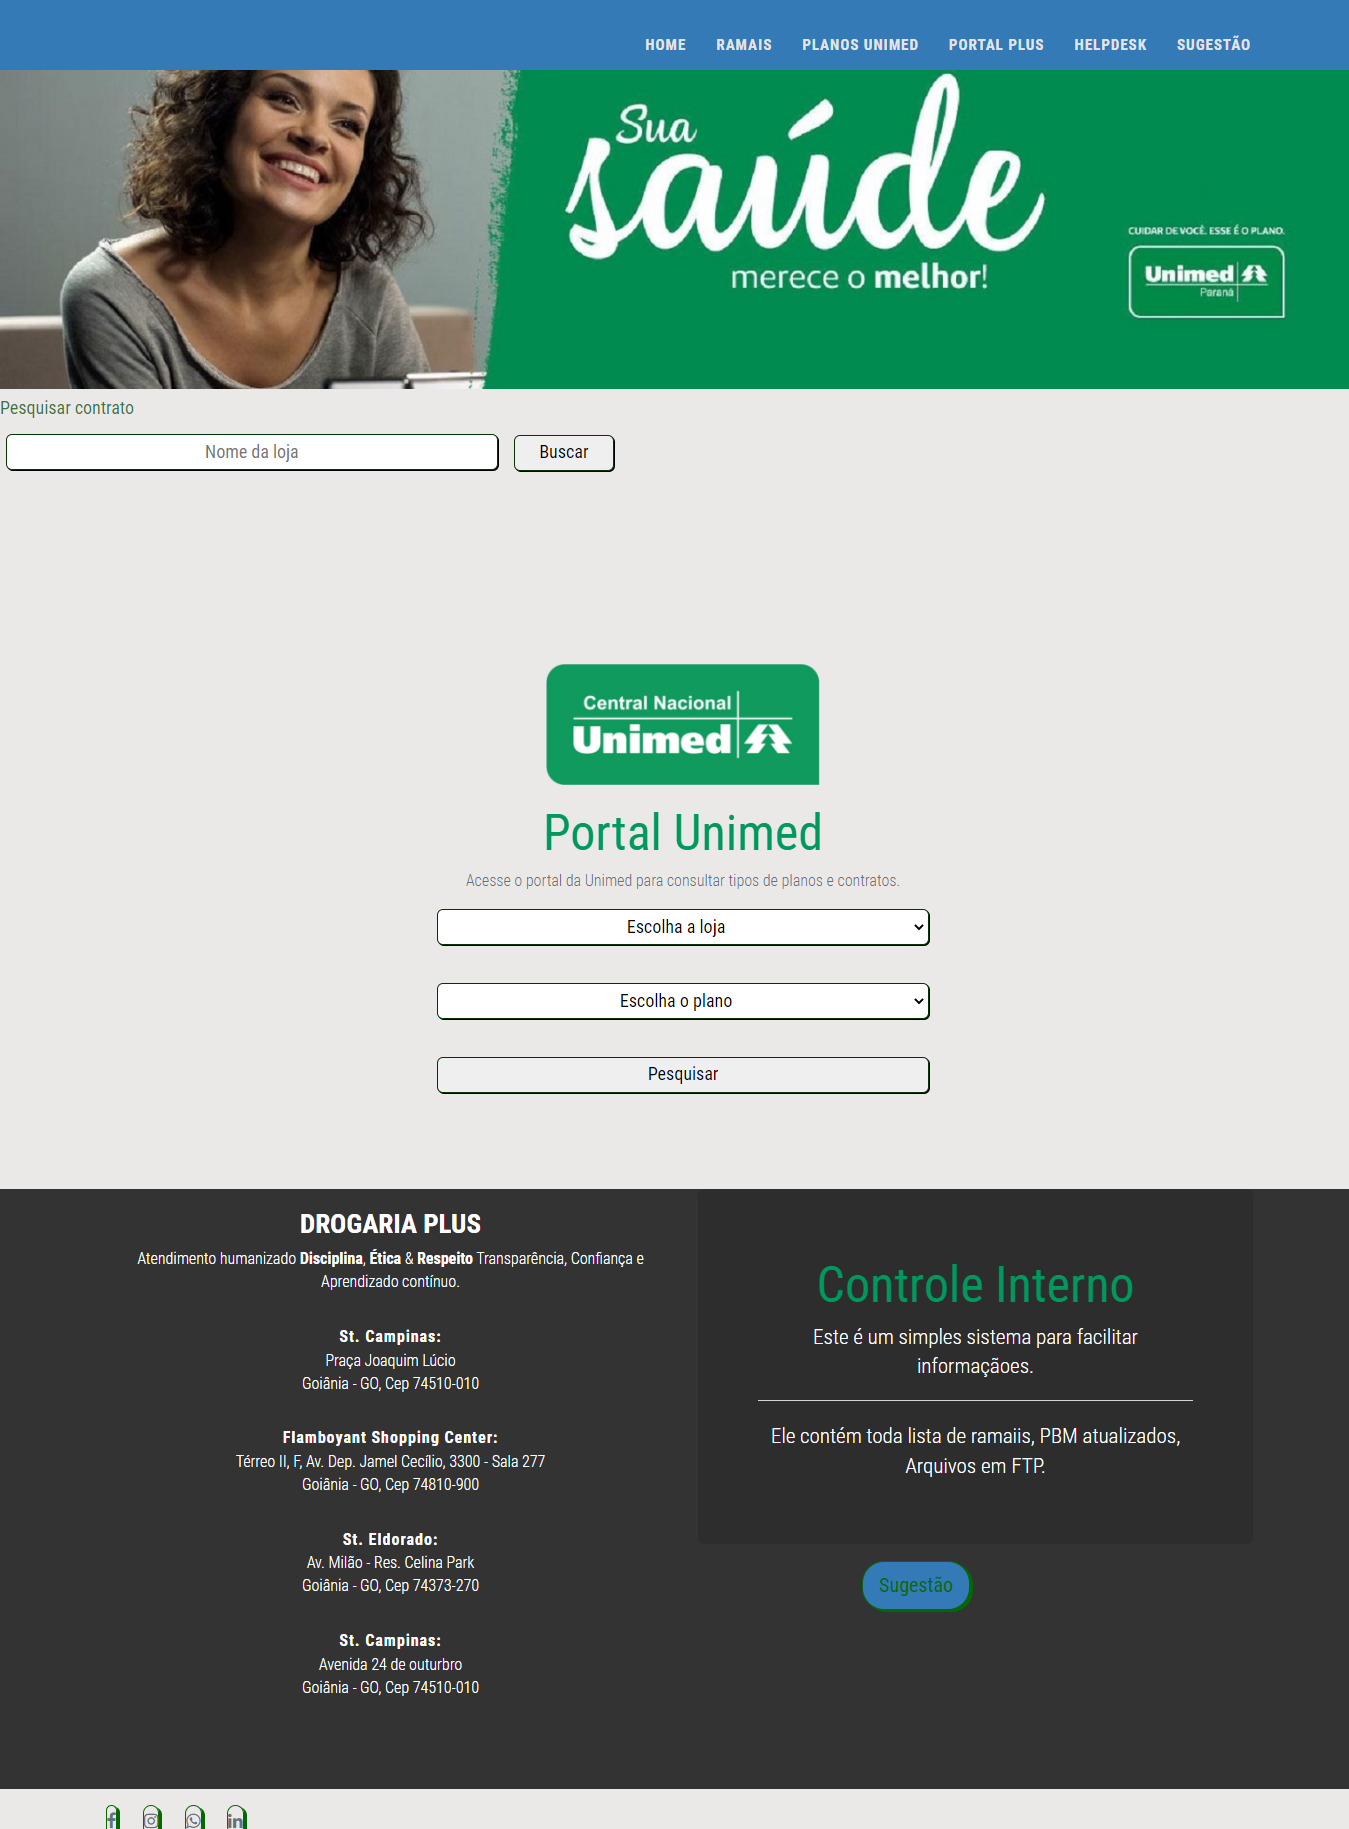 HOME RAMAIS PLANOS UNIMED PORTAL PLUS HELPDESK SUGESTÃO
Sua
saúde
merece o melhor!
CUIDAR DE VOCÊ. ESSE É O PLANO.
Unimed
Paraná
Pesquisar contrato
Nome da loja
Buscar
Central Nacional
Unimed
Portal Unimed
Acesse o portal da Unimed para consultar tipos de planos e contratos.
Escolha a loja
Escolha o plano
Pesquisar
DROGARIA PLUS
Atendimento humanizado Disciplina, Ética & Respeito Transparência, Confiança e
Aprendizado contínuo.
St. Campinas:
Praça Joaquim Lúcio
Goiânia - GO, Cep 74510-010
Flamboyant Shopping Center:
Térreo II, F, Av. Dep. Jamel Cecílio, 3300 - Sala 277
Goiânia - GO, Cep 74810-900
St. Eldorado:
Av. Milão - Res. Celina Park
Goiânia - GO, Cep 74373-270
St. Campinas:
Avenida 24 de outurbro
Goiânia - GO, Cep 74510-010
Controle Interno
Este é um simples sistema para facilitar
informaçãoes.
Ele contém toda lista de ramaiis, PBM atualizados,
Arquivos em FTP.
Sugestão